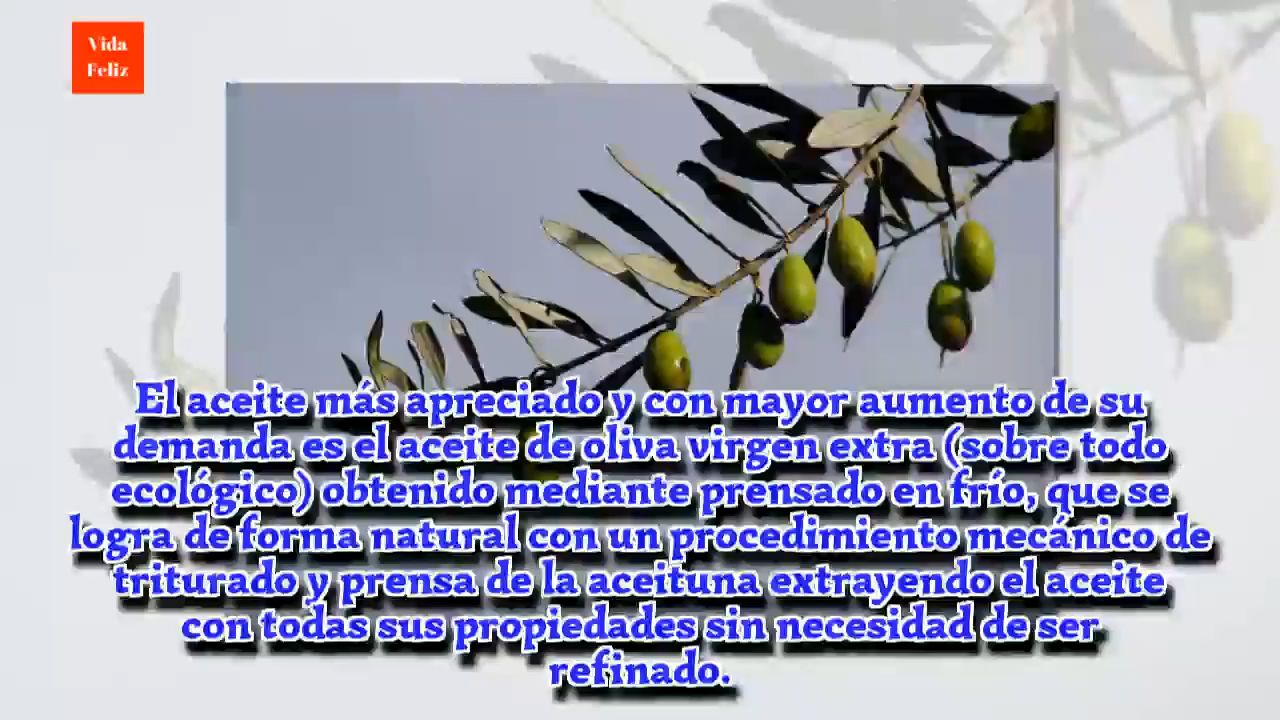 Vida
Feliz
El aceite más apreciado y con mayor aumento de su
demanda es el aceite de oliva virgen extra (sobre todo
ecológico) obtenido mediante prensado en frío, que se
logra de forma natural con un procedimiento mecánico de
triturado y prensa de la aceituna extrayendo el aceite
con todas sus propiedades sin necesidad de ser
refinado.